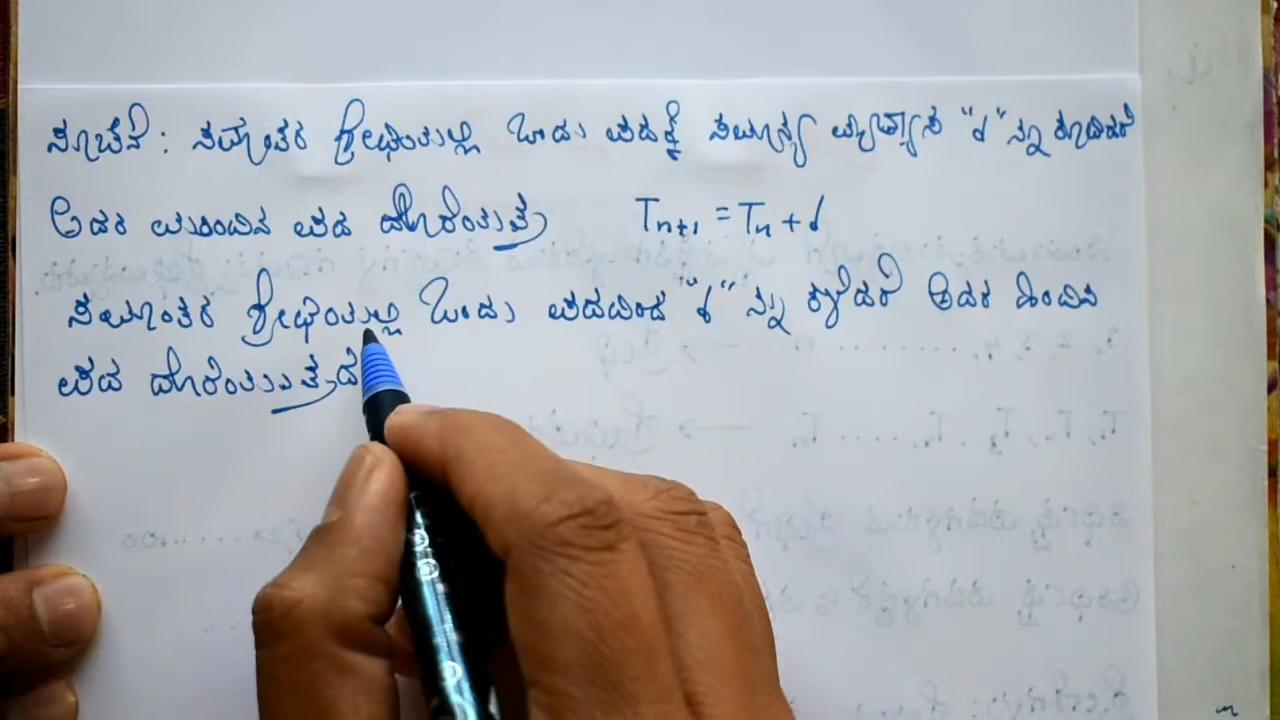 ಸೂಚನೆ: ಸಮಾಂತರ ಶ್ರೇಢಿಯಲ್ಲಿ ಒಂದು ಪದಕ್ಕೆ ಸಾಮಾನ್ಯ ವ್ಯತ್ಯಾಸ "d" ನ್ನು ಕೂಡಿದರೆ
ಅದರ ಮುಂದಿನ ಪದ ದೊರೆಯುತ್ತೆ Tn+1 = Tn + d
ಸಮಾಂತರ ಶ್ರೇಢಿಯಲ್ಲಿ ಒಂದು ಪದದಿಂದ "d" ನ್ನು ಕಳೆದರೆ ಅದರ ಹಿಂದಿನ
ಪದ ದೊರೆಯುತ್ತದೆ